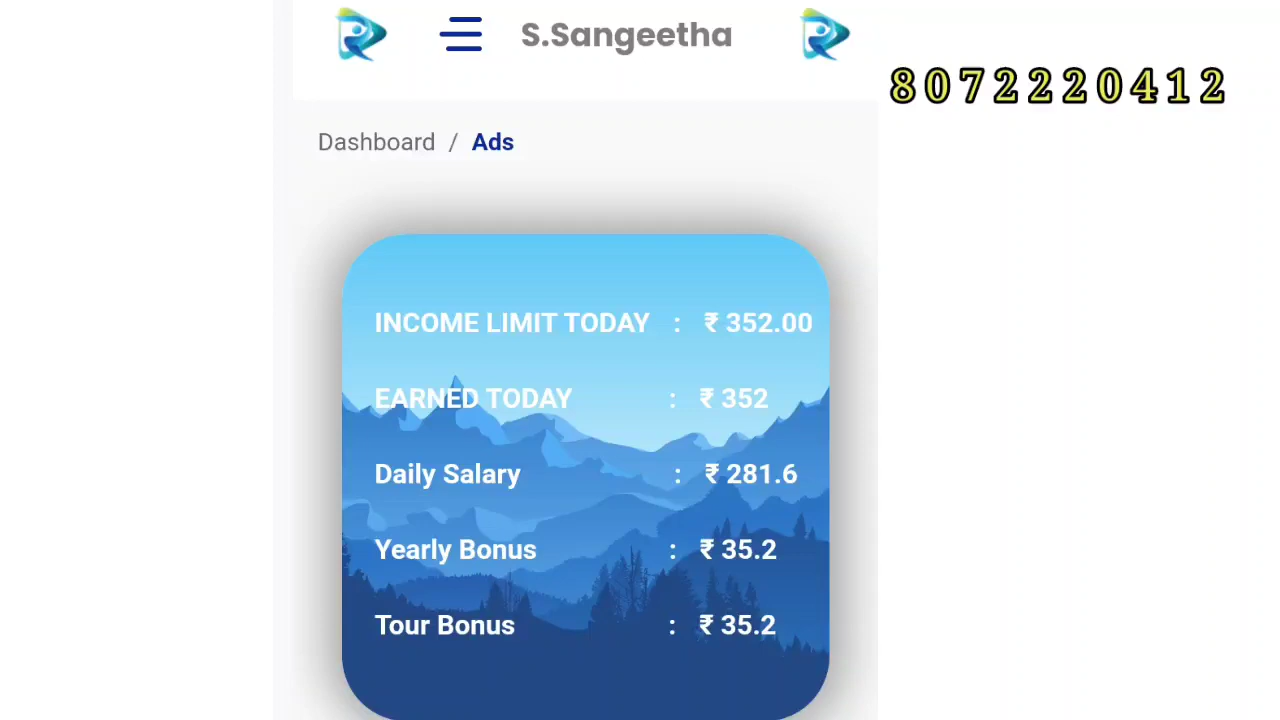 S.Sangeetha
8072220412
Dashboard / Ads
INCOME LIMIT TODAY : ₹ 352.00
EARNED TODAY : ₹ 352
Daily Salary : ₹ 281.6
Yearly Bonus : ₹ 35.2
Tour Bonus : ₹ 35.2